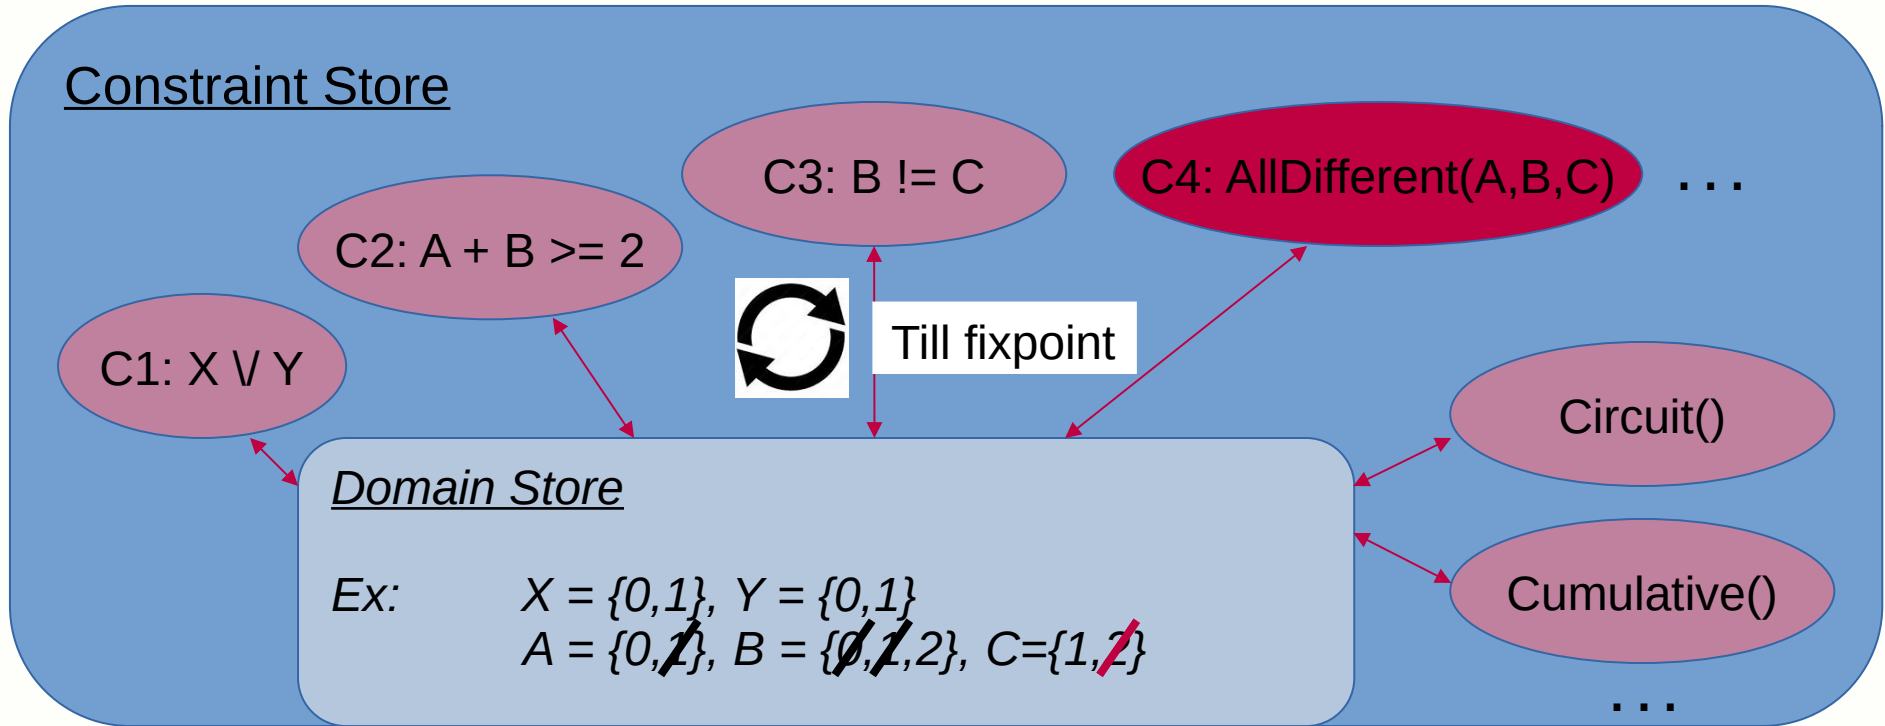 Constraint Store
C3: B != C
C4: AllDifferent(A,B,C)
...
C2: A + B >= 2
Till fixpoint
C1: X \/ Y
Circuit()
Domain Store
Cumulative()
Ex: X = {0,1}, Y = {0,1}
A = {0,1}, B = {0,1,2}, C={1,2}
...